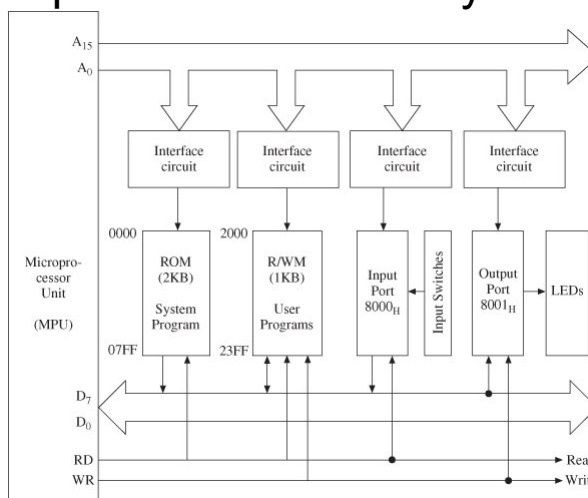 A15
A0
Interface
circuit
Interface
circuit
Interface
circuit
Interface
circuit
0000
ROM
(2KB)
System
Program
07FF
2000
R/WM
(1KB)
User
Programs
23FF
Input
Port
8000H
Input Switches
Output
Port
8001H
LEDs
Micropro-
cessor
Unit
(MPU)
D7
D0
RD
WR
Rea
Writ